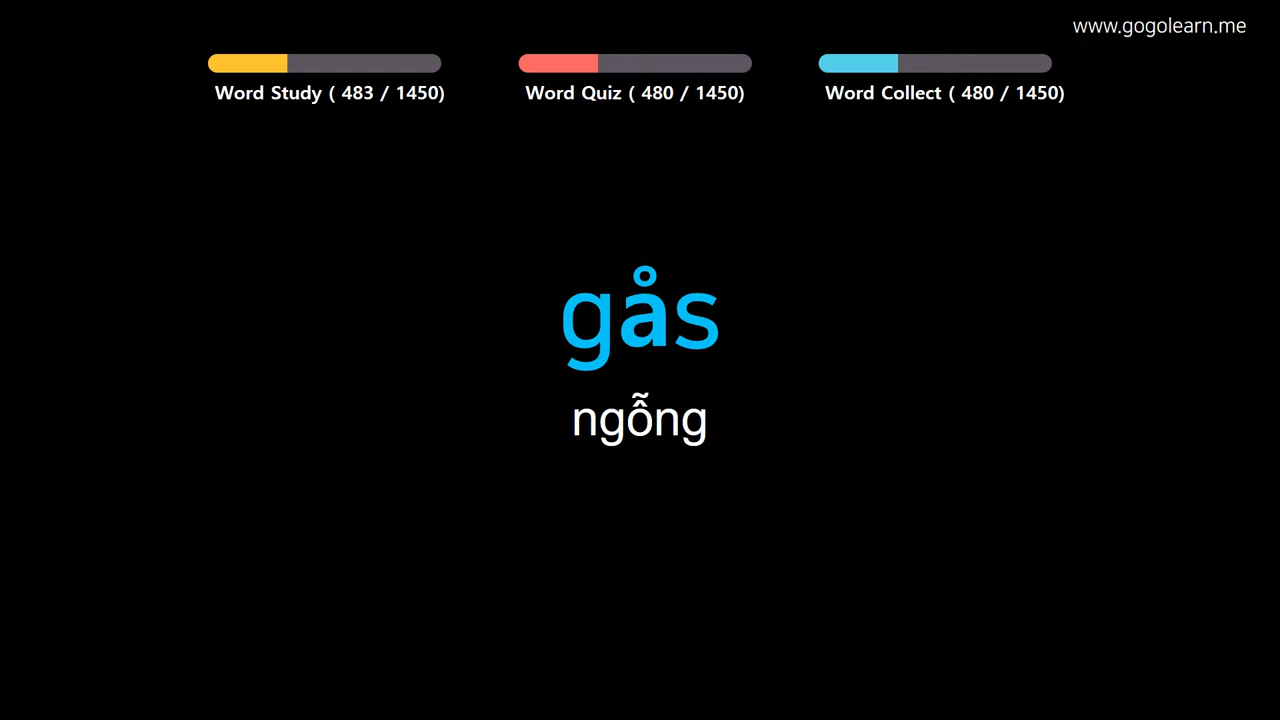 www.gogolearn.me
Word Study ( 483 / 1450)
Word Quiz ( 480 / 1450)
Word Collect ( 480 / 1450)
gås
ngỗng